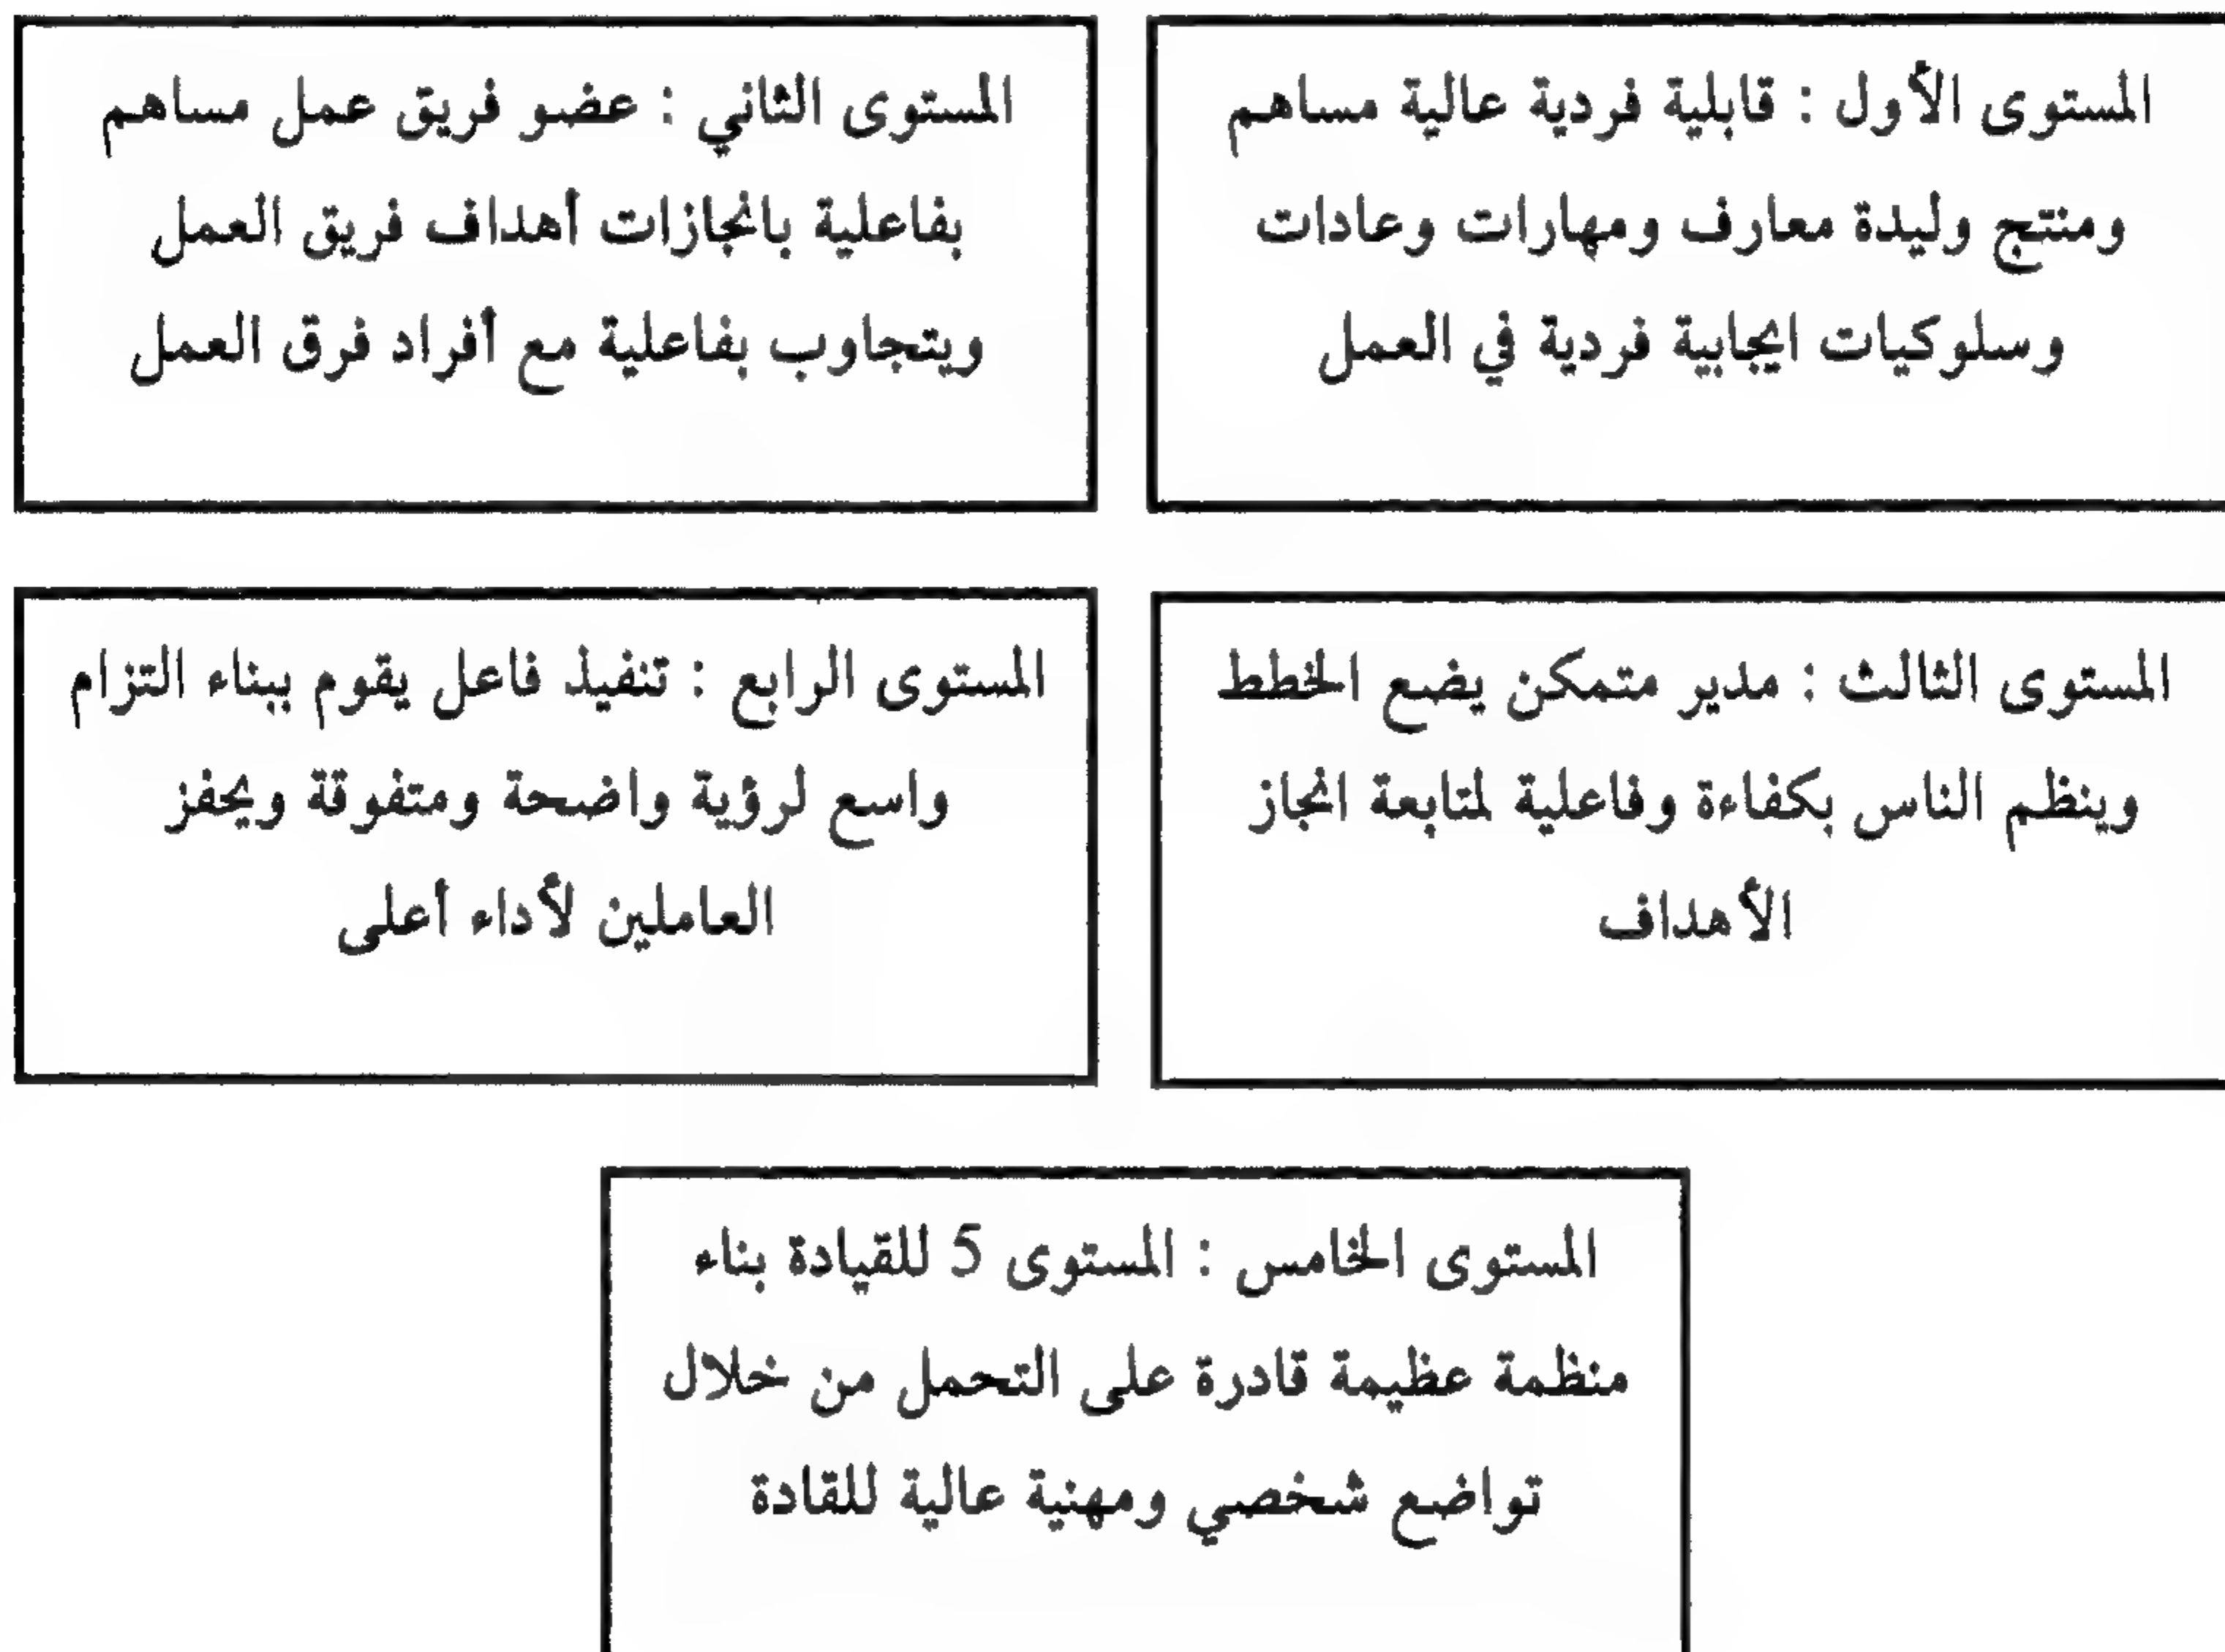 المستوى الأول : قابلية فردية عالية مساهم
ومنتج وليدة معارف ومهارات وعادات
وسلوكيات ايجابية فردية في العمل
المستوى الثاني : عضو فريق عمل مساهم
بفاعلية بانجازات أهداف فريق العمل
ويتجاوب بفاعلية مع أفراد فرق العمل
المستوى الثالث : مدير متمكن يضع الخطط
وينظم الناس بكفاءة وفاعلية لمتابعة انجاز
الأهداف
المستوى الرابع : تنفيذ فاعل يقوم ببناء التزام
واسع لرؤية واضحة ومتفوقة ويحفز
العاملين لأداء أعلى
المستوى الخامس : المستوى 5 للقيادة بناء
منظمة عظيمة قادرة على التحمل من خلال
تواضع شخصي ومهنية عالية للقادة